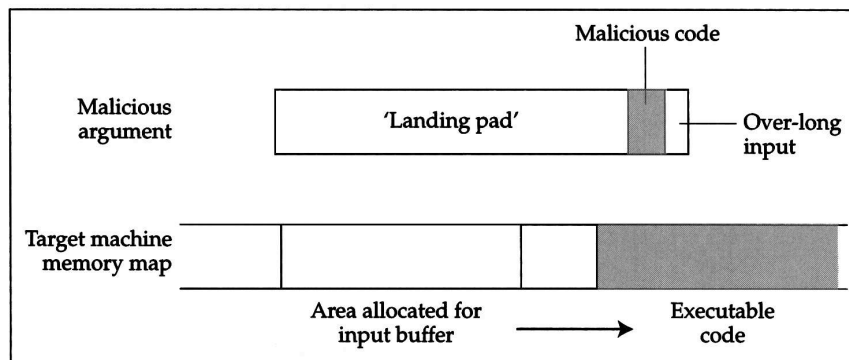 Malicious code
Malicious
argument
'Landing pad'
Over-long
input
Target machine
memory map
Area allocated for
input buffer
Executable
code